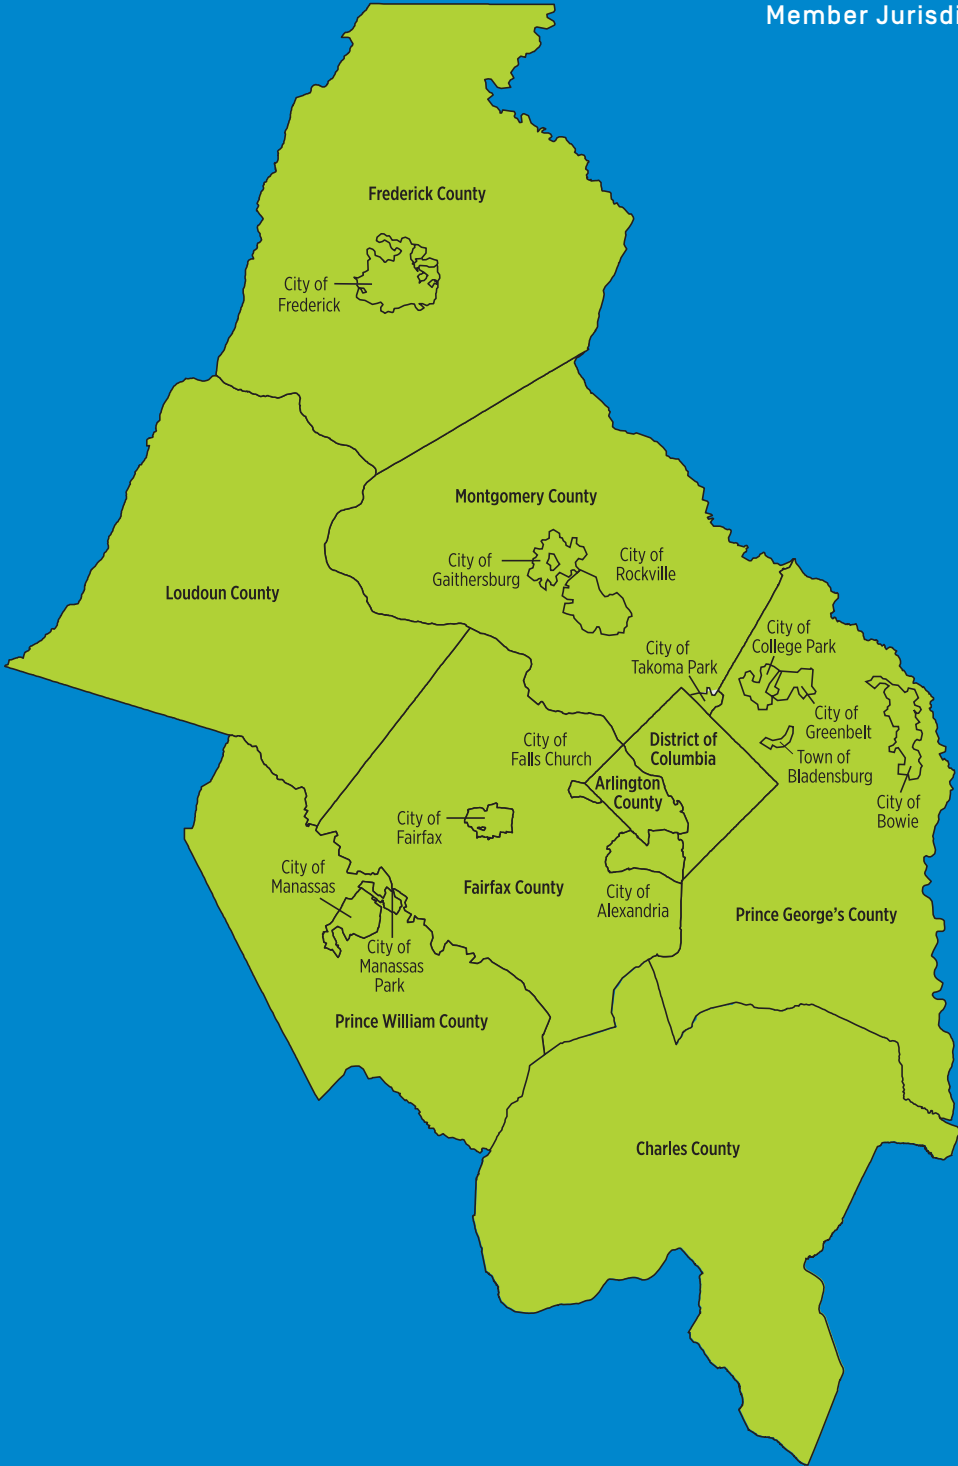 Member Jurisdi
Frederick County
City of
Frederick
Montgomery County
City of
Gaithersburg
City of
Rockville
Loudoun County
City of
College Park
City of
Takoma Park
City of
Greenbelt
City of
Falls Church
District of
Columbia
Town of
Bladensburg
Arlington
County
City of
Bowie
City of
Fairfax
City of
Manassas
Fairfax County
City of
Alexandria
Prince George's County
City of
Manassas
Park
Prince William County
Charles County